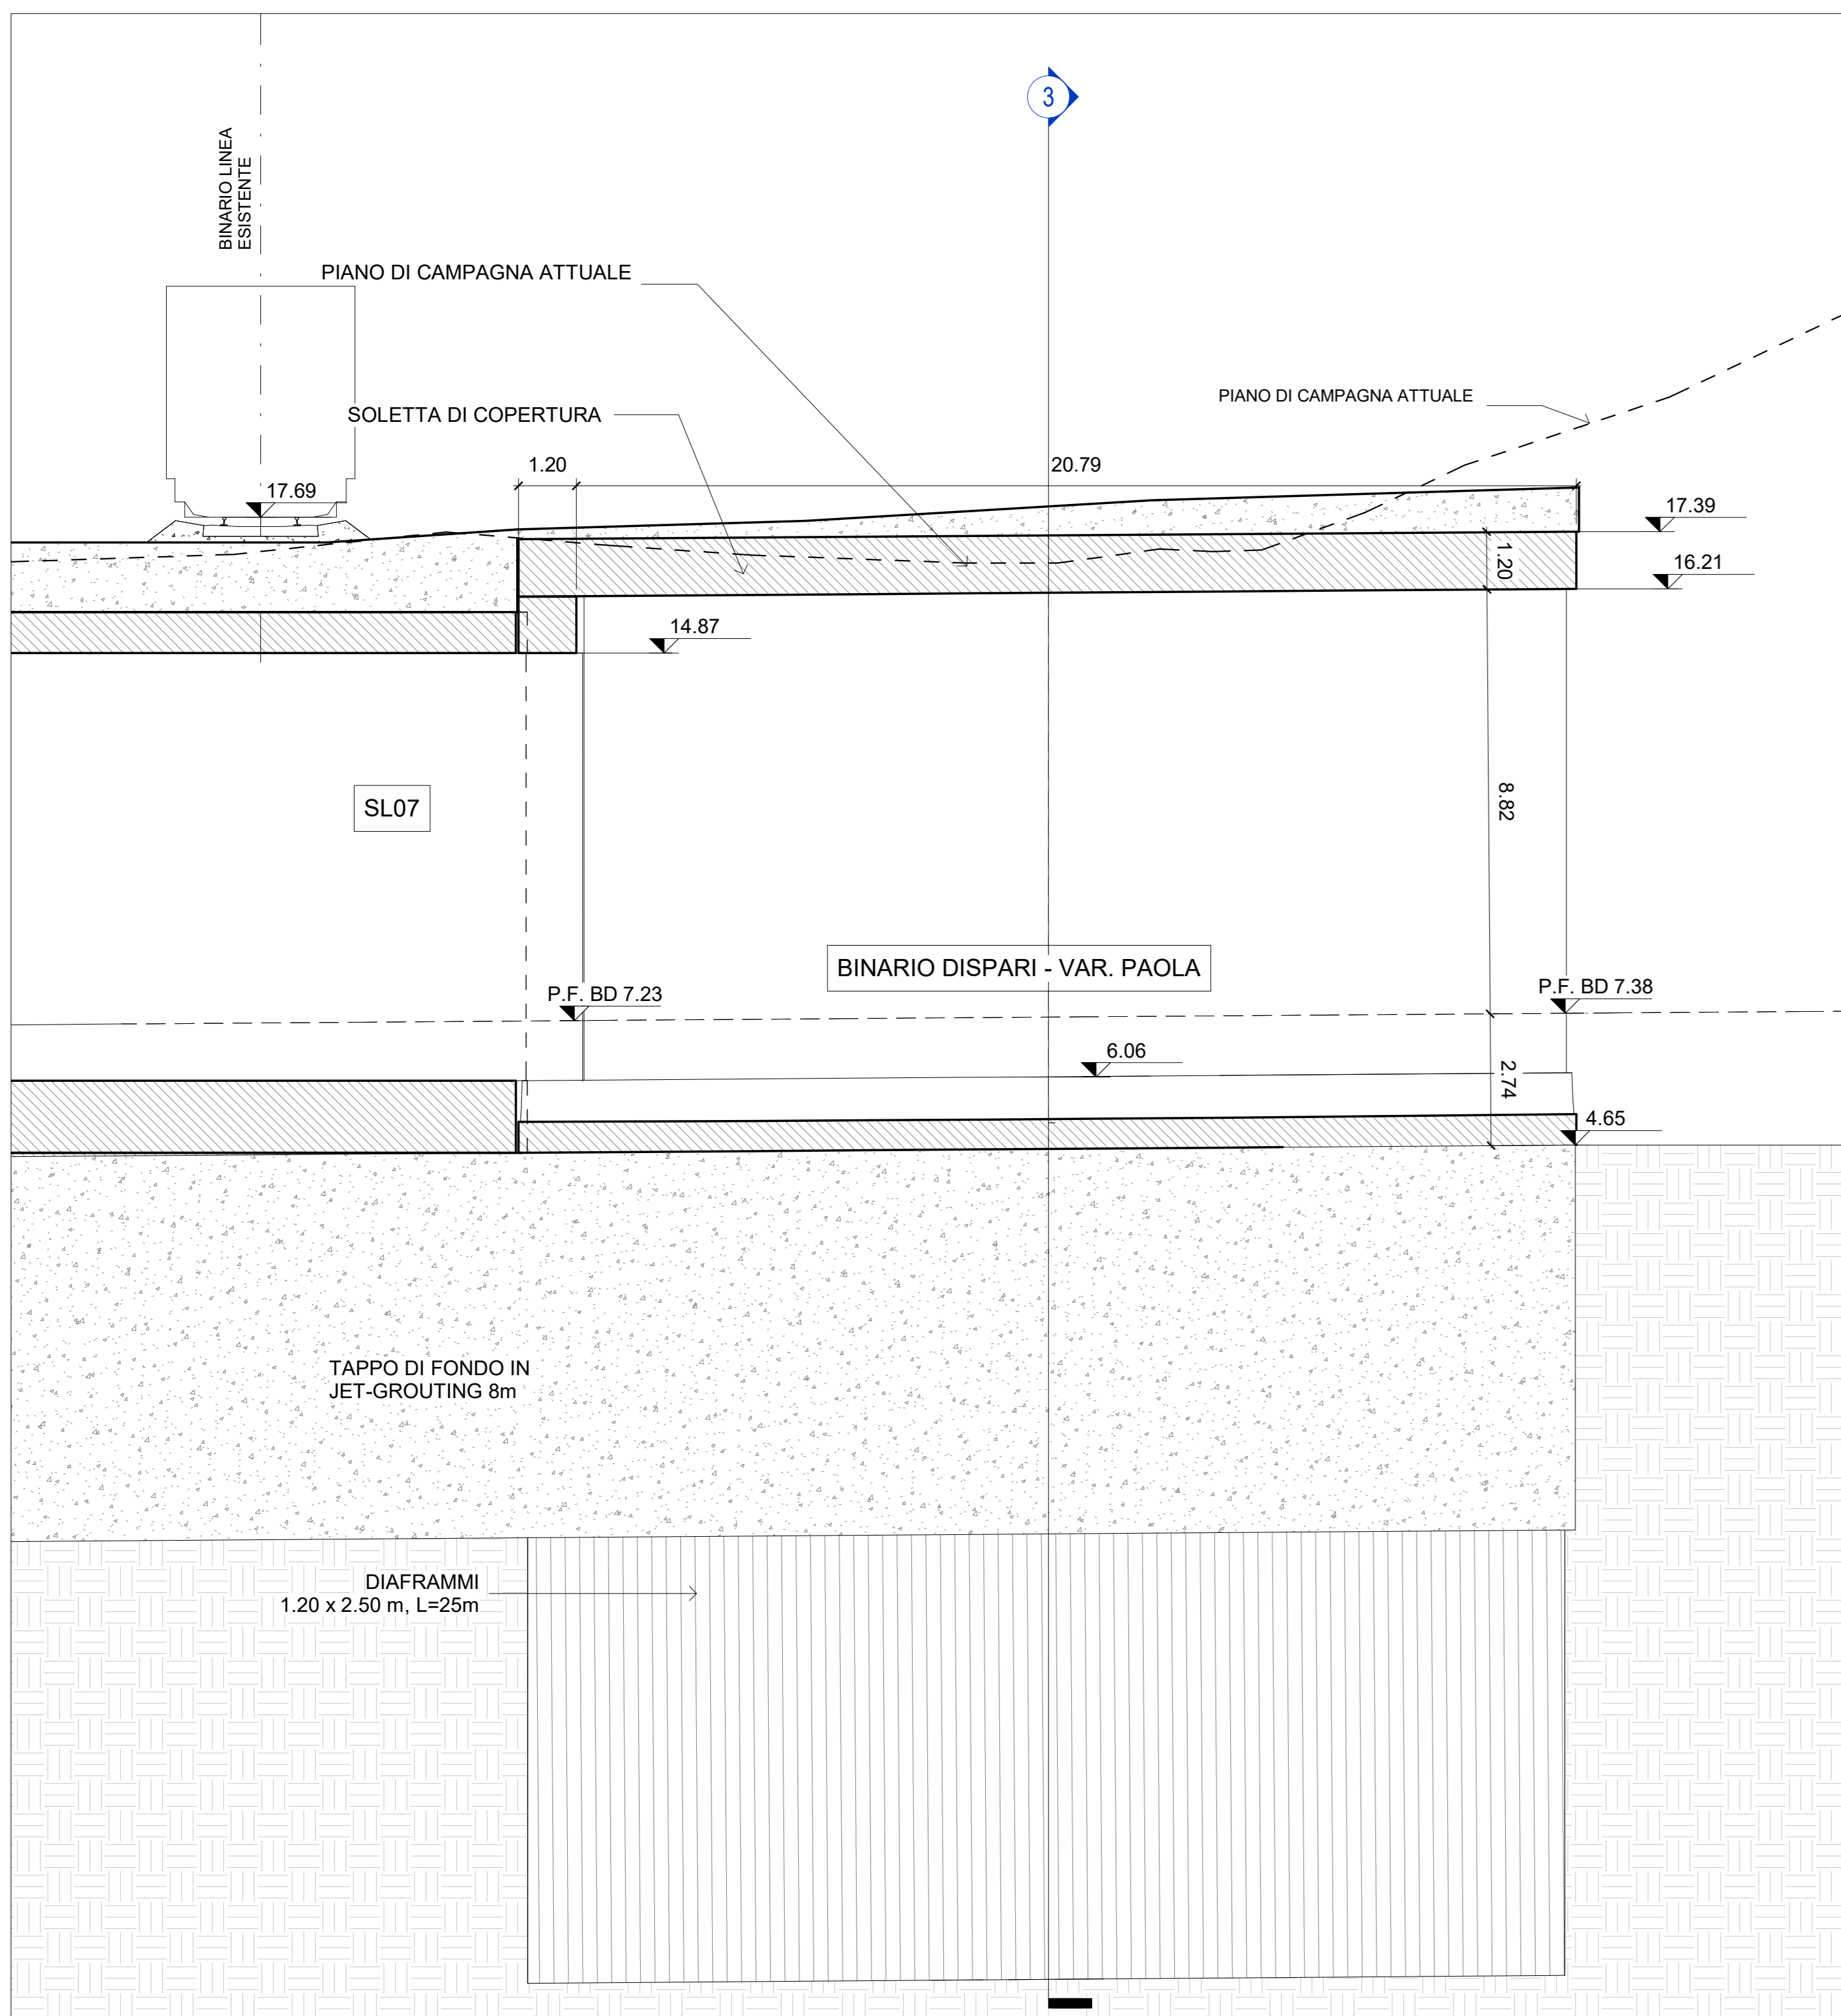 3
BINARIO LINEA
ESISTENTE
PIANO DI CAMPAGNA ATTUALE
PIANO DI CAMPAGNA ATTUALE
SOLETTA DI COPERTURA
1.20
20.79
17.69
17.39
1.20
16.21
14.87
SL07
8.82
BINARIO DISPARI - VAR. PAOLA
P.F. BD 7.23
P.F. BD 7.38
6.06
2.74
4.65
TAPPO DI FONDO IN
JET-GROUTING 8m
DIAFRAMMI
1.20 x 2.50 m, L=25m